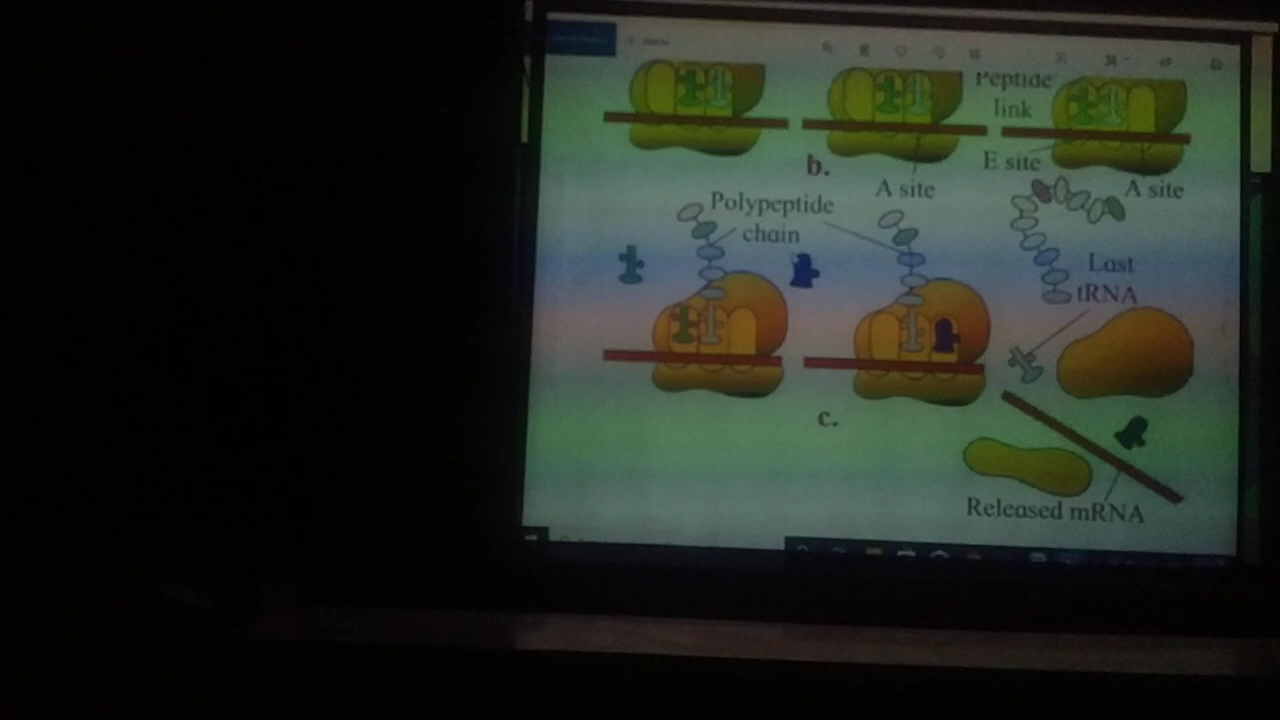 Peptide
link
E site
b.
A site
A site
Polypeptide
chain
Last
tRNA
c.
Released mRNA